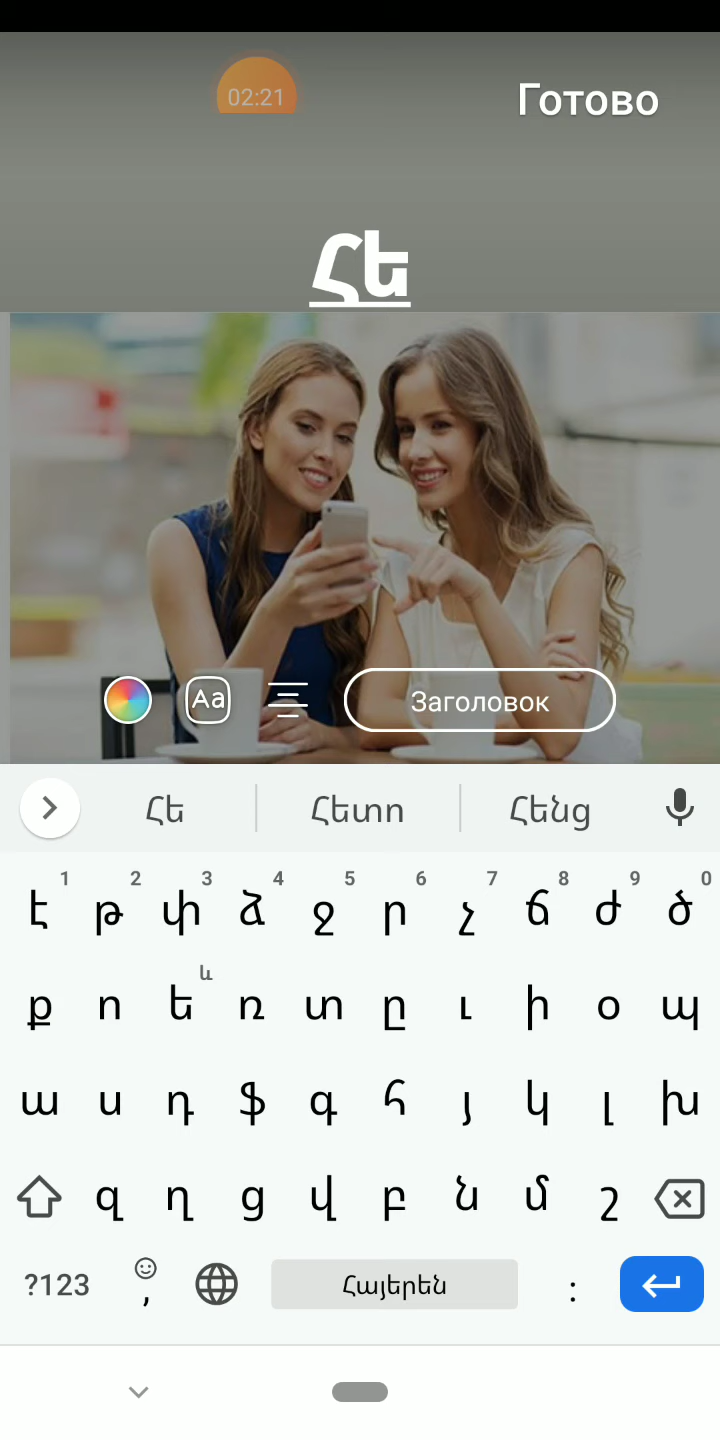 02:21
Готово
Հե
Aa
Заголовок
Հե Հետո Հենց
1 2 3 4 5 6 7 8 9 0
է թ փ ձ ջ ր չ ճ ժ ծ
և
ք ո ե ռ տ ը ւ ի օ պ
ա ս դ ֆ գ հ յ կ լ խ
զ ղ ց վ բ ն մ շ
?123 , Հայերեն :